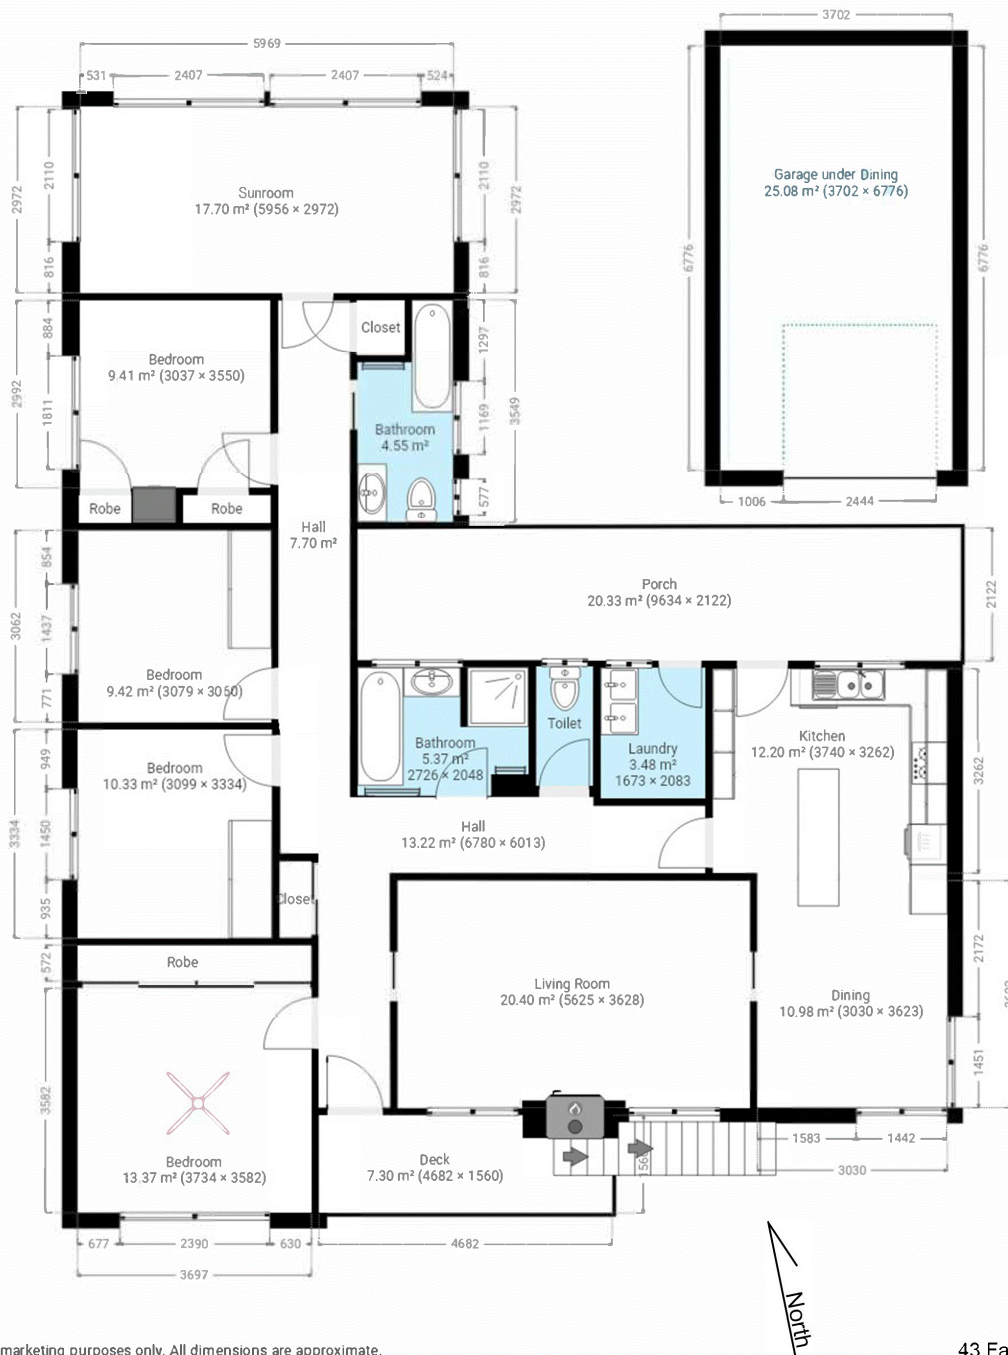 5969
3702
531
2407
2407
524
2972
2110
816
2110
816
2972
Sunroom
17.70 m² (5956 × 2972)
Garage under Dining
25.08 m² (3702 × 6776)
6776
6776
1006
2444
2992
884
1811
Bedroom
9.41 m² (3037 × 3550)
Closet
1297
1169
577
3549
Bathroom
4.55 m²
Robe
Robe
Hall
7.70 m²
Porch
20.33 m² (9634 × 2122)
2122
3062
854
1437
771
Bedroom
9.42 m² (3079 × 3060)
Bathroom
5.37 m²
2726 × 2048
Toilet
Laundry
3.48 m²
1673 × 2083
Kitchen
12.20 m² (3740 × 3262)
3262
3334
949
1450
935
Bedroom
10.33 m² (3099 × 3334)
Hall
13.22 m² (6780 × 6013)
Closet
572
Robe
Living Room
20.40 m² (5625 × 3628)
Dining
10.98 m² (3030 × 3623)
2172
1451
3582
Bedroom
13.37 m² (3734 × 3582)
Deck
7.30 m² (4682 × 1560)
1583
1442
3030
677
2390
630
4682
3697
North
marketing purposes only. All dimensions are approximate.
43 Fa